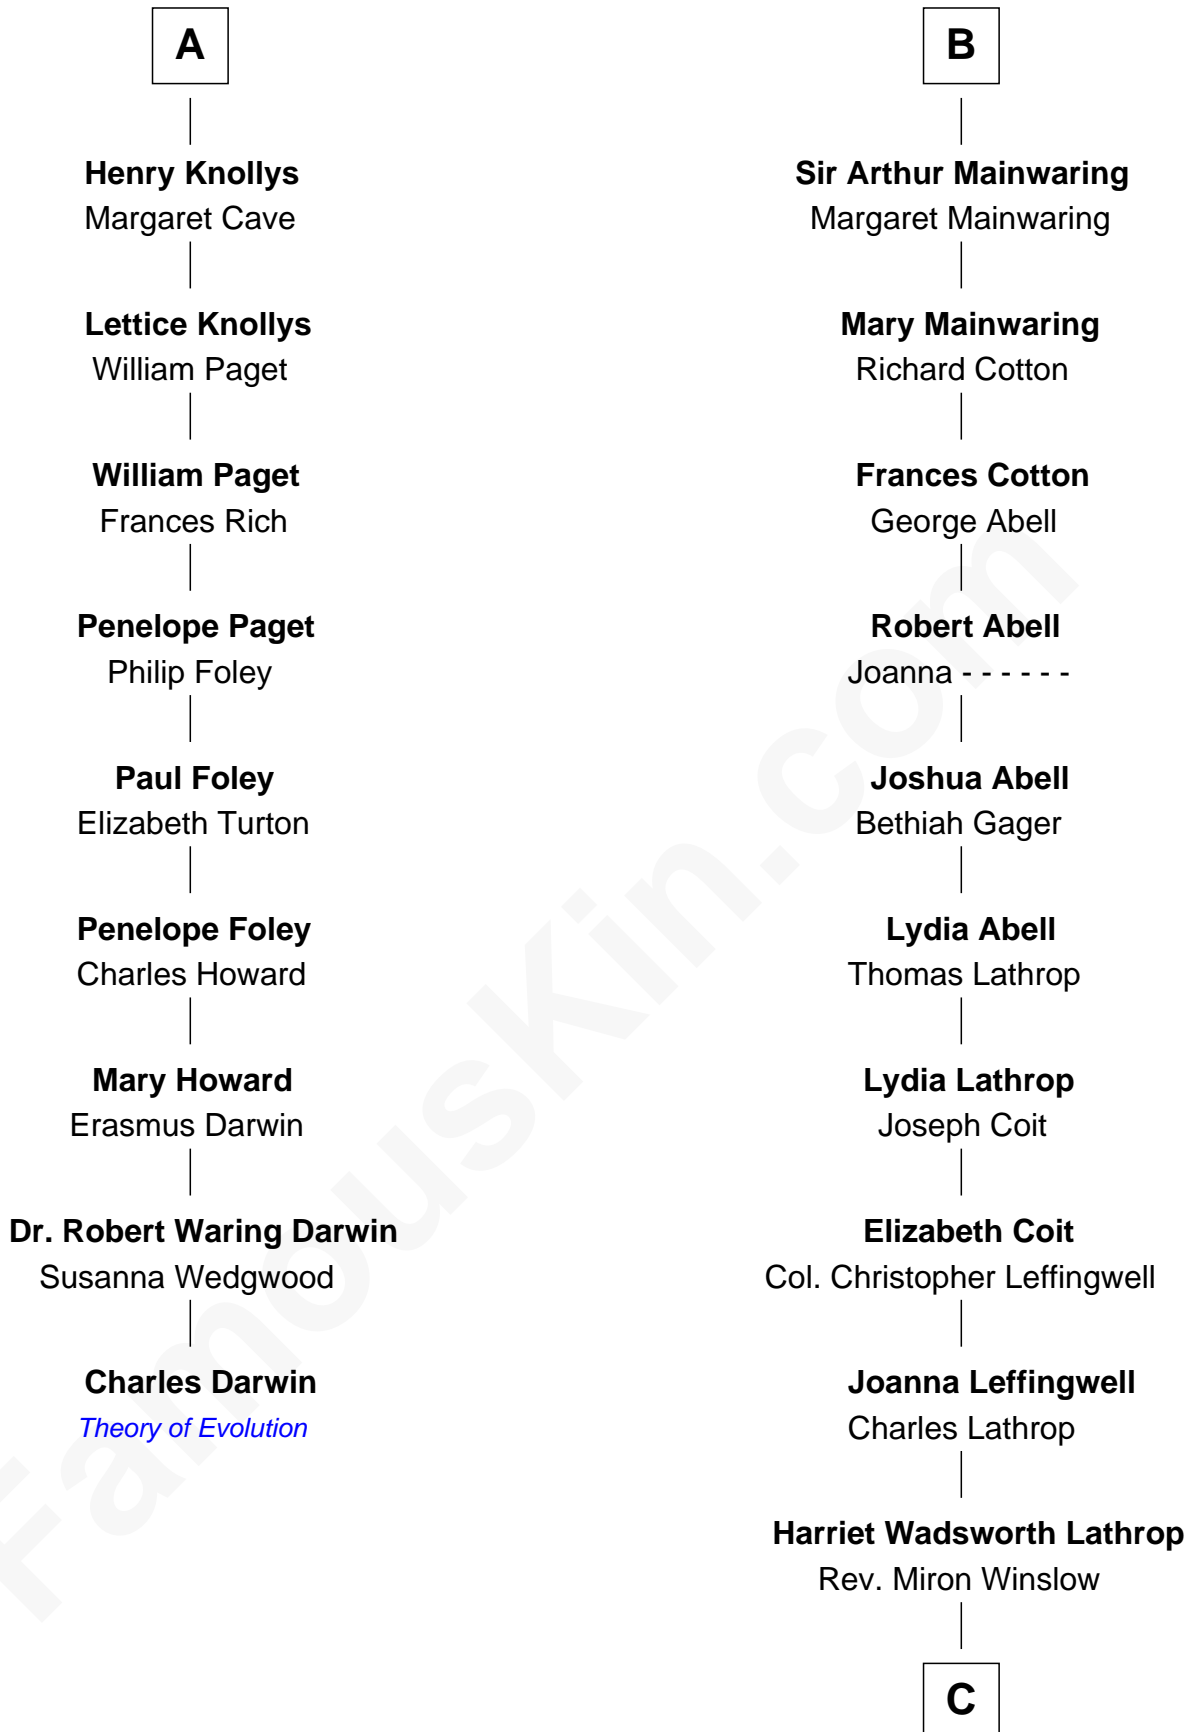 A
Henry Knollys
Margaret Cave
Lettice Knollys
William Paget
William Paget
Frances Rich
Penelope Paget
Philip Foley
Paul Foley
Elizabeth Turton
Penelope Foley
Charles Howard
Mary Howard
Erasmus Darwin
Dr. Robert Waring Darwin
Susanna Wedgwood
Charles Darwin
Theory of Evolution
B
Sir Arthur Mainwaring
Margaret Mainwaring
Mary Mainwaring
Richard Cotton
Frances Cotton
George Abell
Robert Abell
Joanna - - - - - -
Joshua Abell
Bethiah Gager
Lydia Abell
Thomas Lathrop
Lydia Lathrop
Joseph Coit
Elizabeth Coit
Col. Christopher Leffingwell
Joanna Leffingwell
Charles Lathrop
Harriet Wadsworth Lathrop
Rev. Miron Winslow
C
FamousKin.com